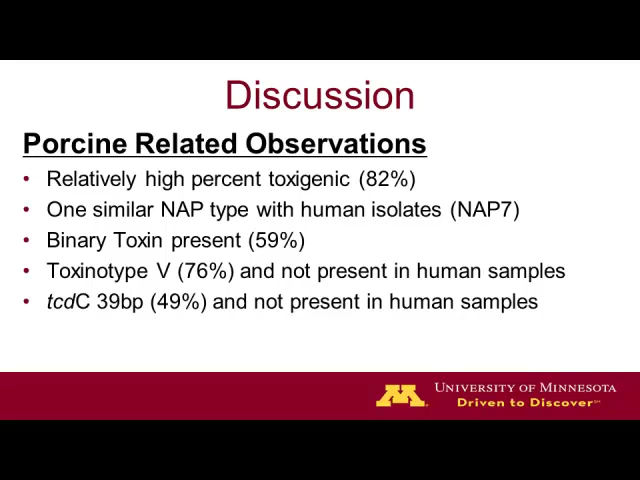 Discussion
Porcine Related Observations
• Relatively high percent toxigenic (82%)
• One similar NAP type with human isolates (NAP7)
• Binary Toxin present (59%)
• Toxinotype V (76%) and not present in human samples
• tcdC 39bp (49%) and not present in human samples
M
UNIVERSITY OF MINNESOTA
Driven to Discover℠